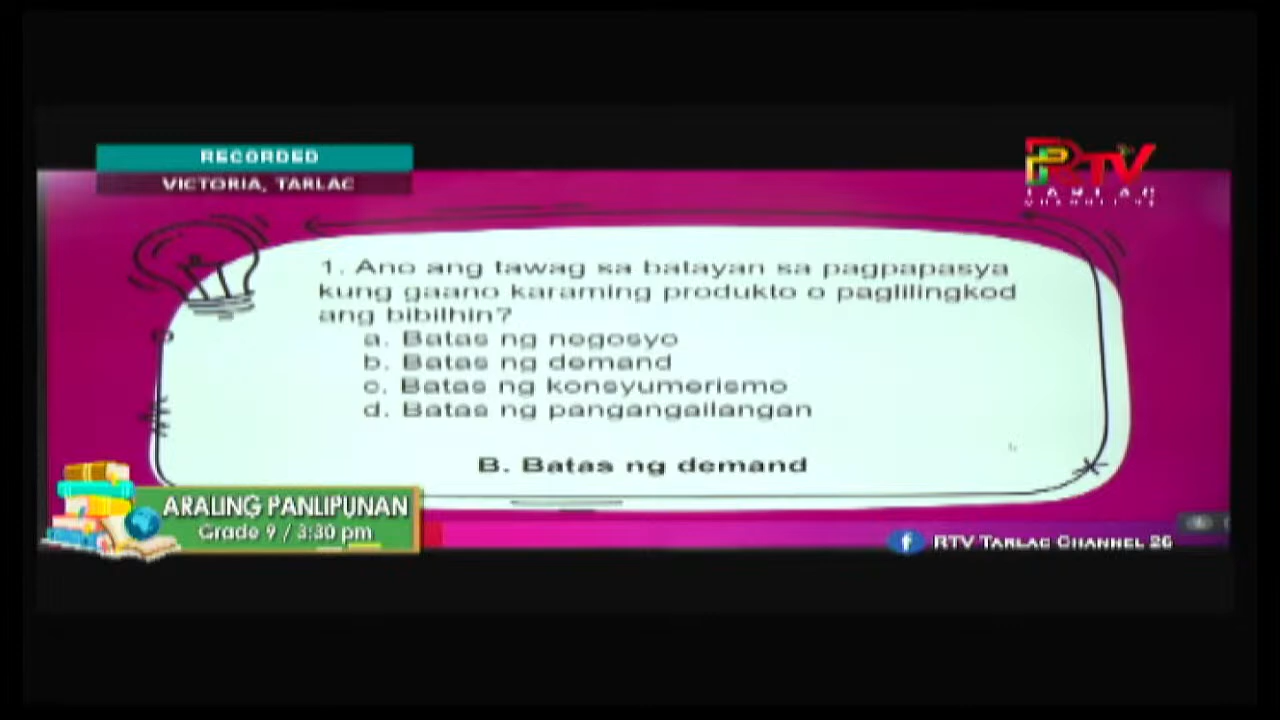 RECORDED
VICTORIA, TARLAC
RTV
TARLAC
1. Ano ang tawag sa batayan sa pagpapasya
kung gaano karaming produkto o paglilingkod
ang bibilhin?
a. Batas ng negosyo
b. Batas ng demand
c. Batas ng konsyumerismo
d. Batas ng pangangailangan
B. Batas ng demand
ARALING PANLIPUNAN
Grade 9 / 3:30 pm
RTV TARLAC CHANNEL 26